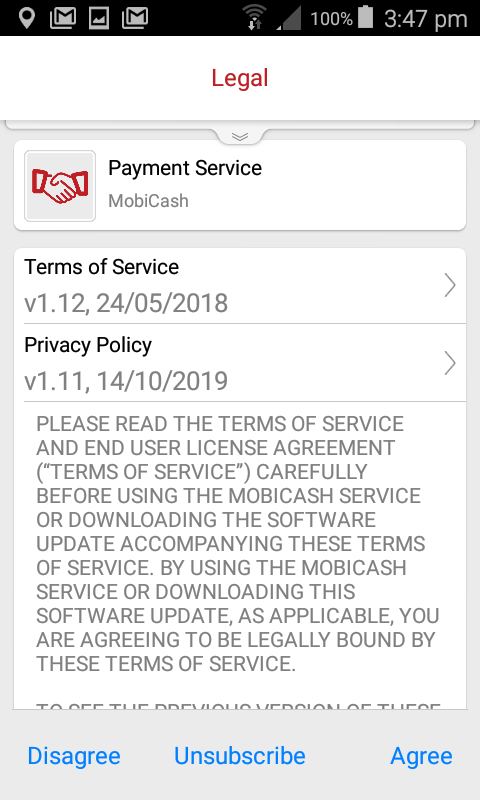 100% 3:47 pm
Legal
Payment Service
MobiCash
Terms of Service
v1.12, 24/05/2018
Privacy Policy
v1.11, 14/10/2019
PLEASE READ THE TERMS OF SERVICE
AND END USER LICENSE AGREEMENT
(“TERMS OF SERVICE”) CAREFULLY
BEFORE USING THE MOBICASH SERVICE
OR DOWNLOADING THE SOFTWARE
UPDATE ACCOMPANYING THESE TERMS
OF SERVICE. BY USING THE MOBICASH
SERVICE OR DOWNLOADING THIS
SOFTWARE UPDATE, AS APPLICABLE, YOU
ARE AGREEING TO BE LEGALLY BOUND BY
THESE TERMS OF SERVICE.
TO SEE THE PREVIOUS VERSION OF THESE
Disagree Unsubscribe Agree